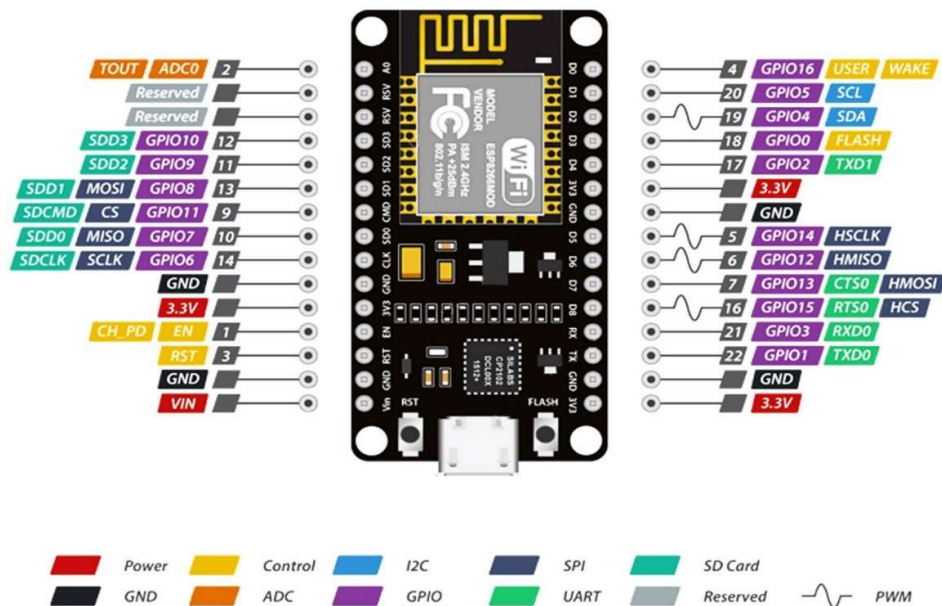 TOUT ADC0 2
Reserved
Reserved
SDD3 GPIO10 12
SDD2 GPIO9 11
SDD1 MOSI GPIO8 13
SDCMD CS GPIO11 9
SDD0 MISO GPIO7 10
SDCLK SCLK GPIO6 14
GND
3.3V
CH_PD EN 1
RST 3
GND
VIN
A0
RSV
RSV
SD3
SD2
SD1
CMD
SD0
CLK
GND
3V3
EN
RST
GND
Vin
MODEL
VENDOR
ESP8266MOD
FCC
WiFi
ISM 2.4GHz
PA +25dBm
802.11b/g/n
SILABS
CP2102
DCL00X
1512+
RST
FLASH
D0
D1
D2
D3
D4
3V3
GND
D5
D6
D7
D8
RX
TX
GND
3V3
4 GPIO16 USER WAKE
20 GPIO5 SCL
19 GPIO4 SDA
18 GPIO0 FLASH
17 GPIO2 TXD1
3.3V
GND
5 GPIO14 HSCLK
6 GPIO12 HMISO
7 GPIO13 CTS0 HMOSI
16 GPIO15 RTS0 HCS
21 GPIO3 RXD0
22 GPIO1 TXD0
GND
3.3V
Power Control I2C SPI SD Card
GND ADC GPIO UART Reserved PWM